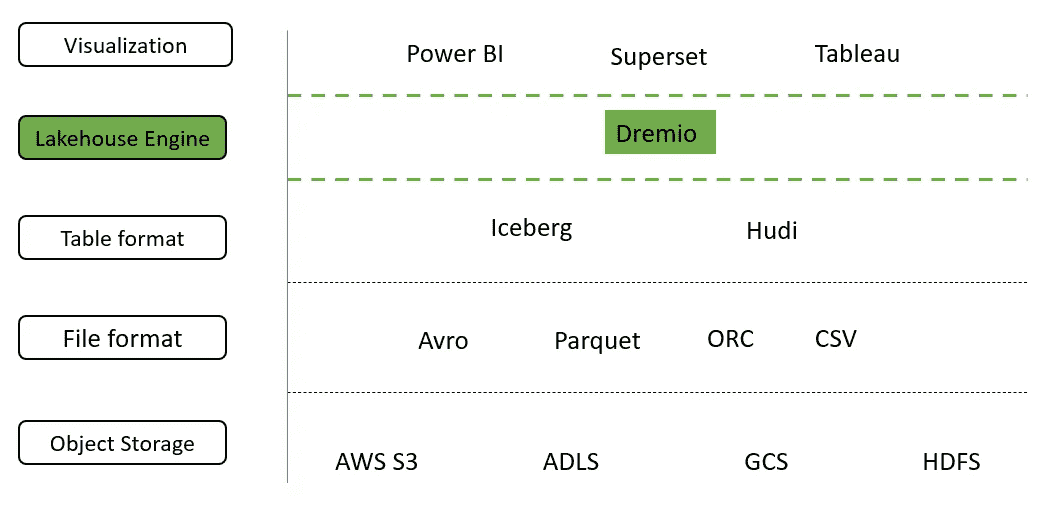 Visualization
Power BI
Superset
Tableau
Lakehouse Engine
Dremio
Table format
Iceberg
Hudi
File format
Avro
Parquet
ORC
CSV
Object Storage
AWS S3
ADLS
GCS
HDFS